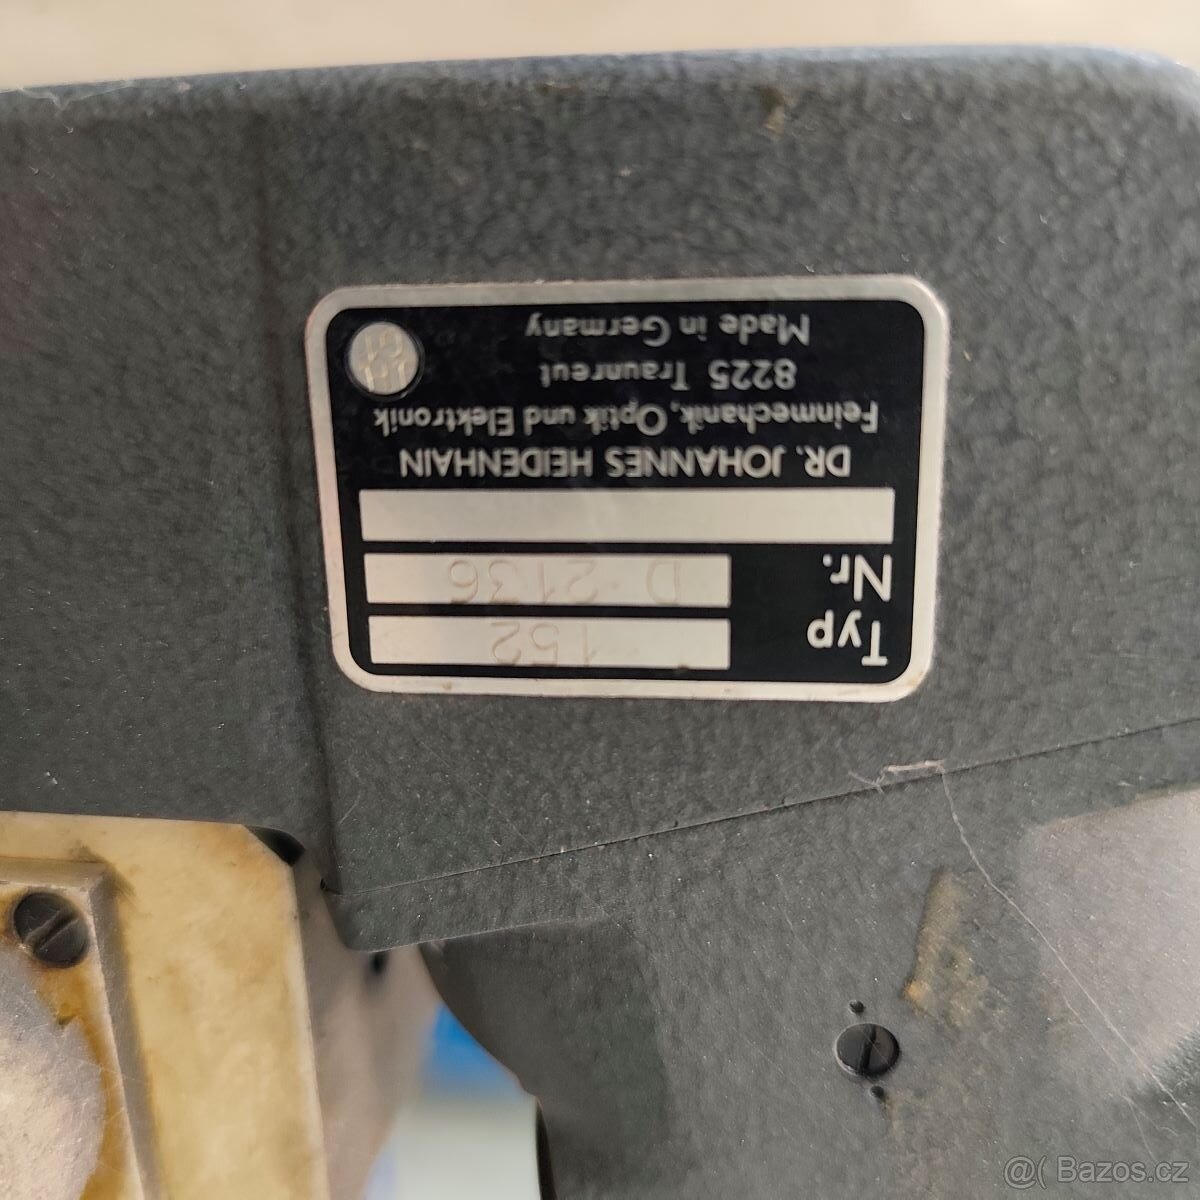 Typ 152
Nr. D 2136
DR. JOHANNES HEIDENHAIN
Feinmechanik, Optik und Elektronik
8225 Traunreut
Made in Germany
@( Bazos.cz